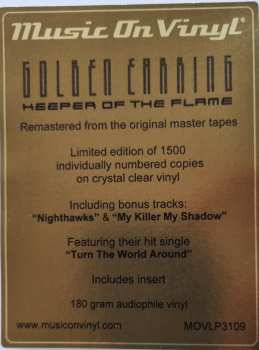 Music On Vinyl
GOLDEN EARRING
KEEPER OF THE FLAME
Remastered from the original master tapes
Limited edition of 1500
individually numbered copies
on crystal clear vinyl
Including bonus tracks:
“Nighthawks” & “My Killer My Shadow”
Featuring their hit single
“Turn The World Around”
Includes insert
180 gram audiophile vinyl
www.musiconvinyl.com MOVLP3109